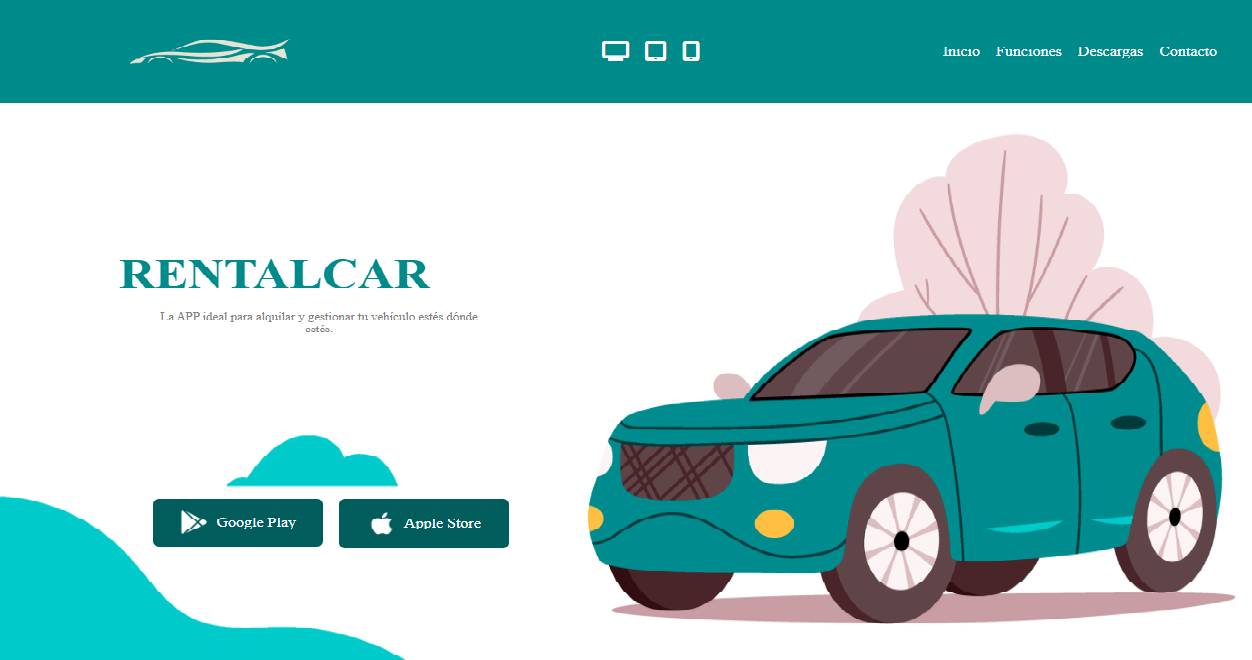 Inicio Funciones Descargas Contacto
RENTALCAR
La APP ideal para alquilar y gestionar tu vehículo estés dónde
estés.
Google Play Apple Store